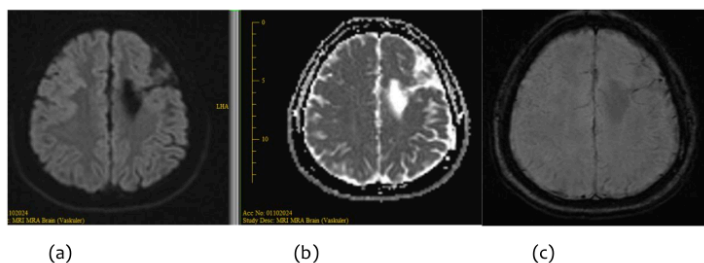 LHA
102024
: MRI MRA Brain (Vaskuler)
0
5
10
Acc No: 01102024
Study Desc: MRI MRA Brain (Vaskuler)
(a)
(b)
(c)